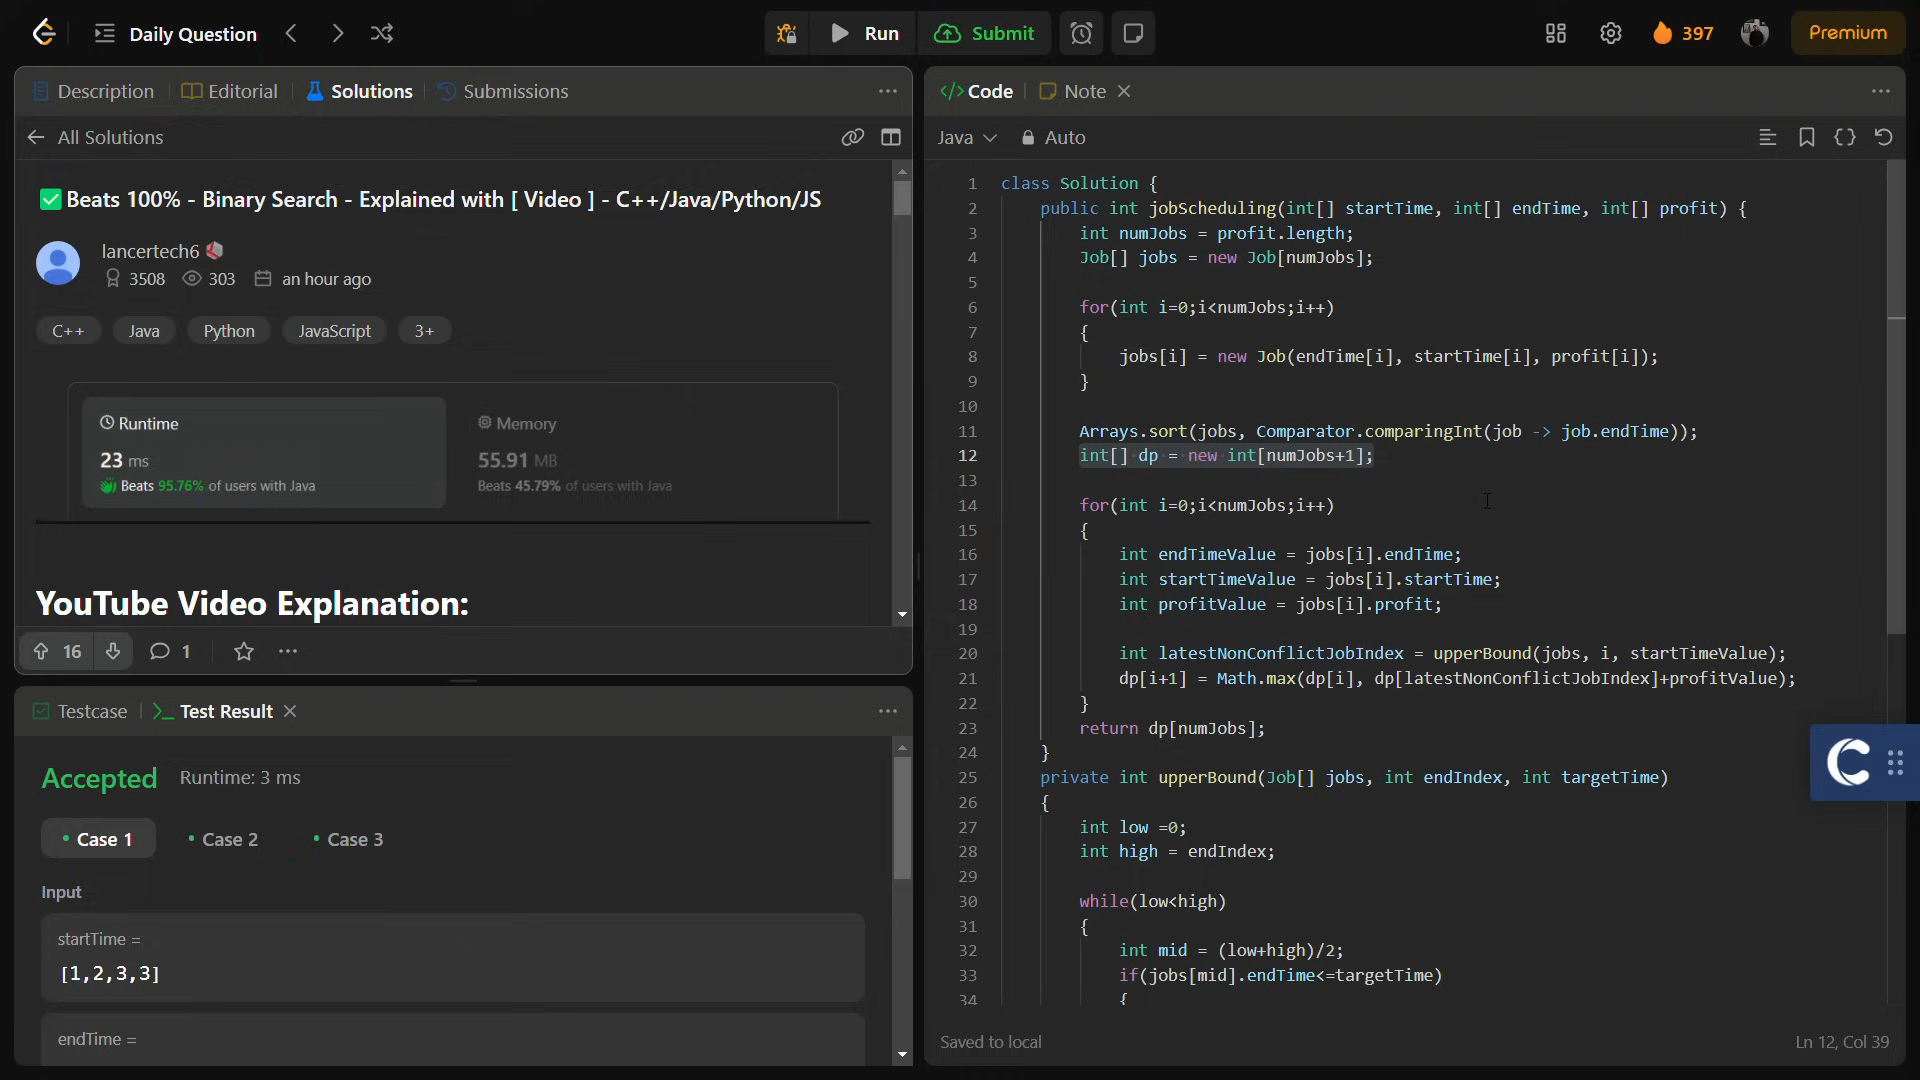 Daily Question
Run
Submit
397
Premium
Description
Editorial
Solutions
Submissions
All Solutions
Beats 100% - Binary Search - Explained with [ Video ] - C++/Java/Python/JS
lancertech6
3508
303
an hour ago
C++
Java
Python
JavaScript
3+
Runtime
23 ms
Beats 95.76% of users with Java
Memory
55.91 MB
Beats 45.79% of users with Java
YouTube Video Explanation:
16
1
Testcase
Test Result
Accepted
Runtime: 3 ms
Case 1
Case 2
Case 3
Input
startTime =
[1,2,3,3]
endTime =
</> Code
Note
Java
Auto
1 class Solution {
2 public int jobScheduling(int[] startTime, int[] endTime, int[] profit) {
3 int numJobs = profit.length;
4 Job[] jobs = new Job[numJobs];
5
6 for(int i=0;i<numJobs;i++)
7 {
8 jobs[i] = new Job(endTime[i], startTime[i], profit[i]);
9 }
10
11 Arrays.sort(jobs, Comparator.comparingInt(job -> job.endTime));
12 int[] dp = new int[numJobs+1];
13
14 for(int i=0;i<numJobs;i++)
15 {
16 int endTimeValue = jobs[i].endTime;
17 int startTimeValue = jobs[i].startTime;
18 int profitValue = jobs[i].profit;
19
20 int latestNonConflictJobIndex = upperBound(jobs, i, startTimeValue);
21 dp[i+1] = Math.max(dp[i], dp[latestNonConflictJobIndex]+profitValue);
22 }
23 return dp[numJobs];
24 }
25 private int upperBound(Job[] jobs, int endIndex, int targetTime)
26 {
27 int low =0;
28 int high = endIndex;
29
30 while(low<high)
31 {
32 int mid = (low+high)/2;
33 if(jobs[mid].endTime<=targetTime)
34 {
Saved to local
Ln 12, Col 39